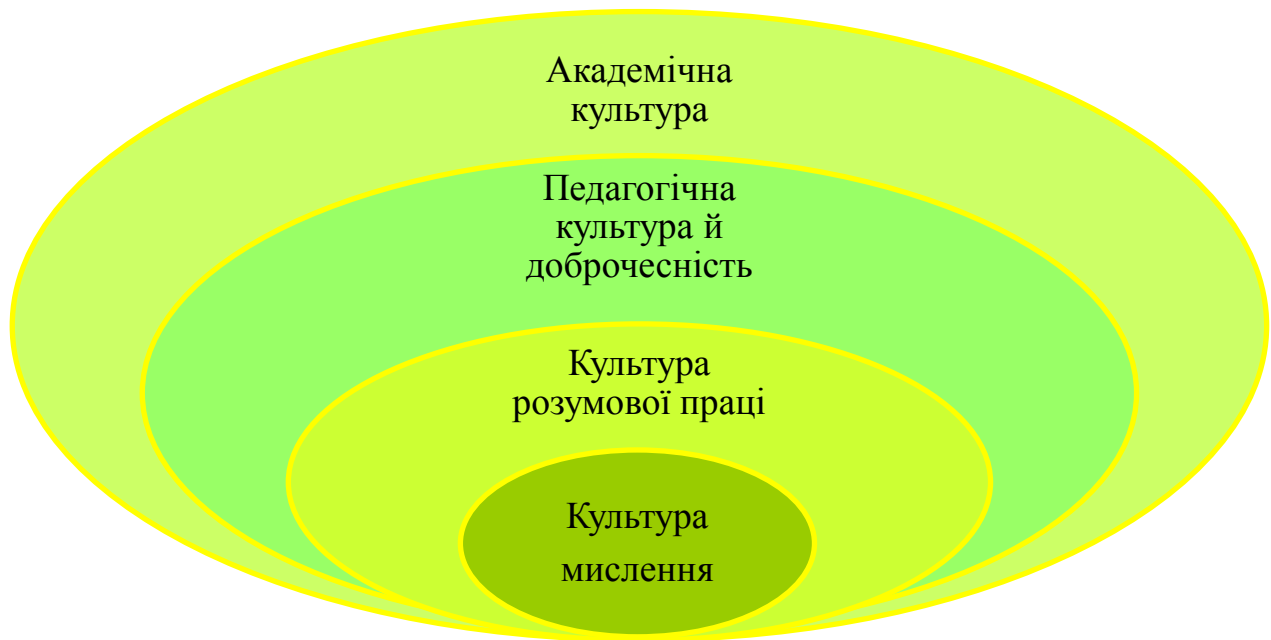 Академічна
культура
Педагогічна
культура й
доброчесність
Культура
розумової праці
Культура
мислення